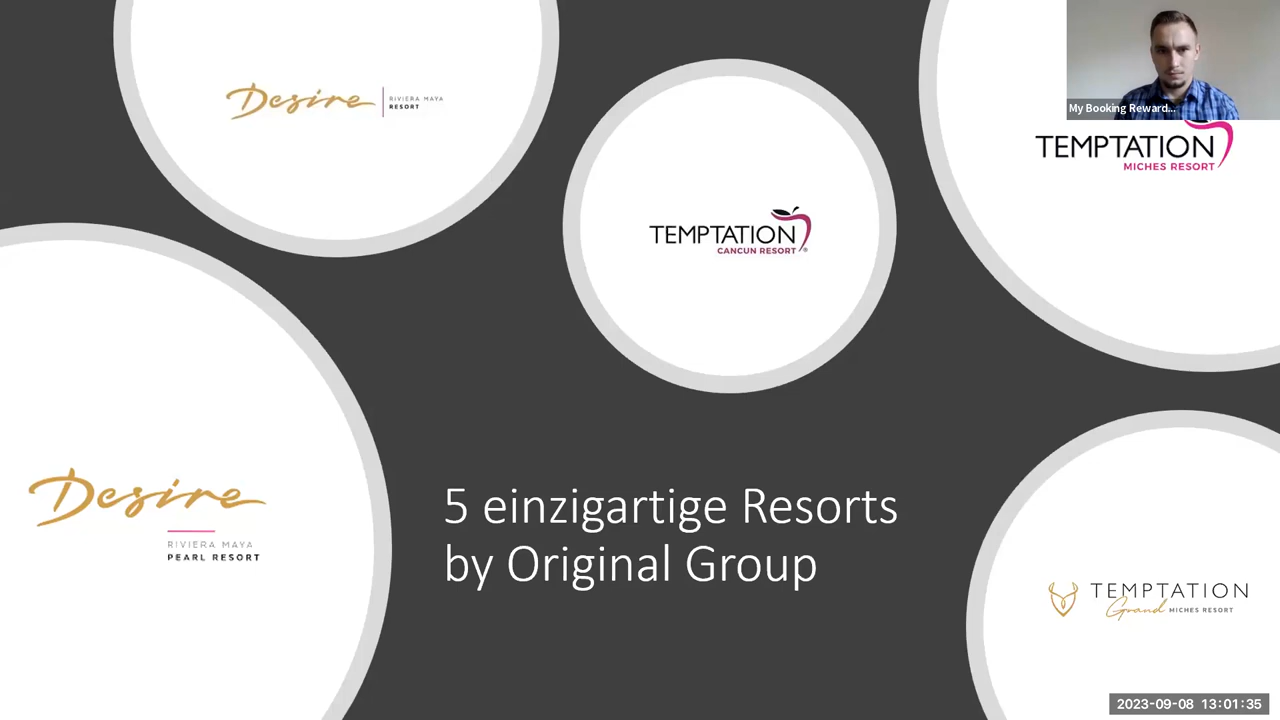 Desire
RIVIERA MAYA
RESORT
My Booking Reward...
TEMPTATION
MICHES RESORT
TEMPTATION
CANCUN RESORT®
Desire
RIVIERA MAYA
PEARL RESORT
5 einzigartige Resorts
by Original Group
TEMPTATION
Grand MICHES RESORT
2023-09-08 13:01:35